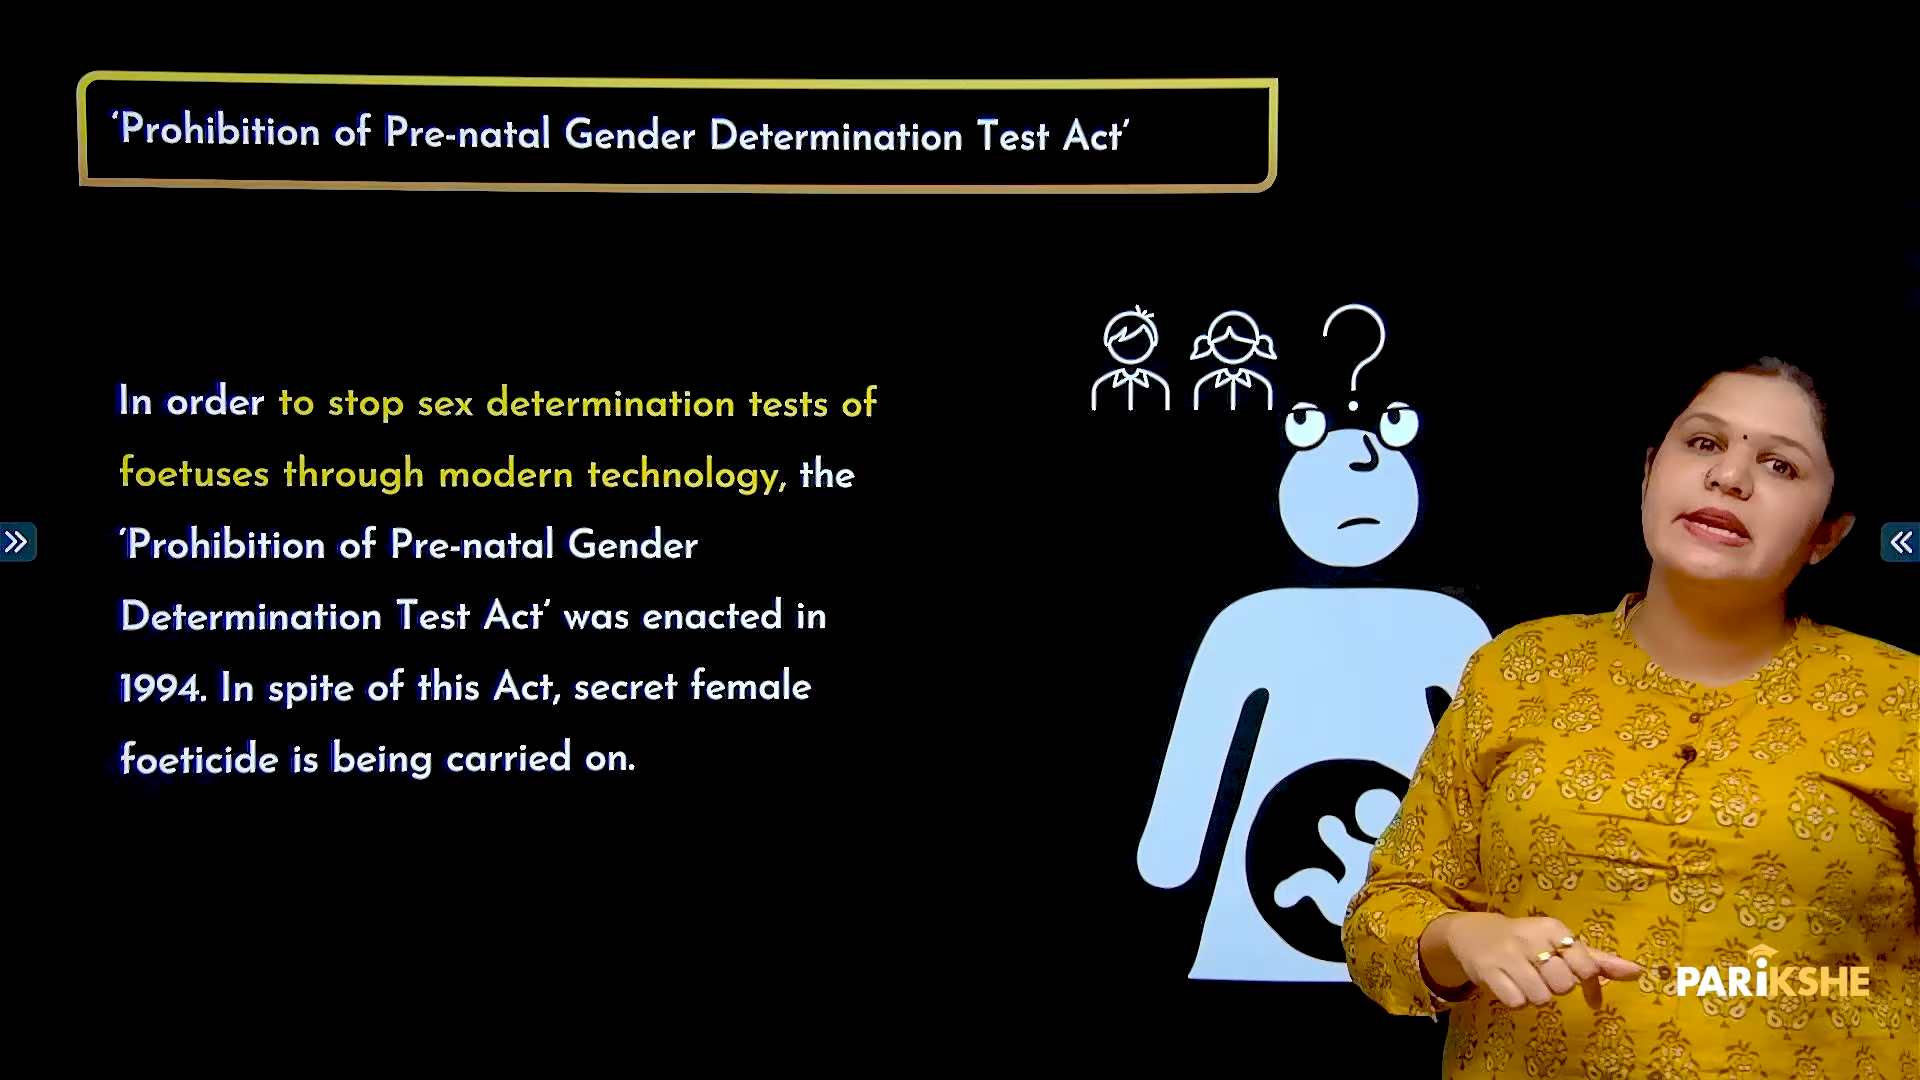 ‘Prohibition of Pre-natal Gender Determination Test Act’
In order to stop sex determination tests of
foetuses through modern technology, the
‘Prohibition of Pre-natal Gender
Determination Test Act’ was enacted in
1994. In spite of this Act, secret female
foeticide is being carried on.
PARiKSHE